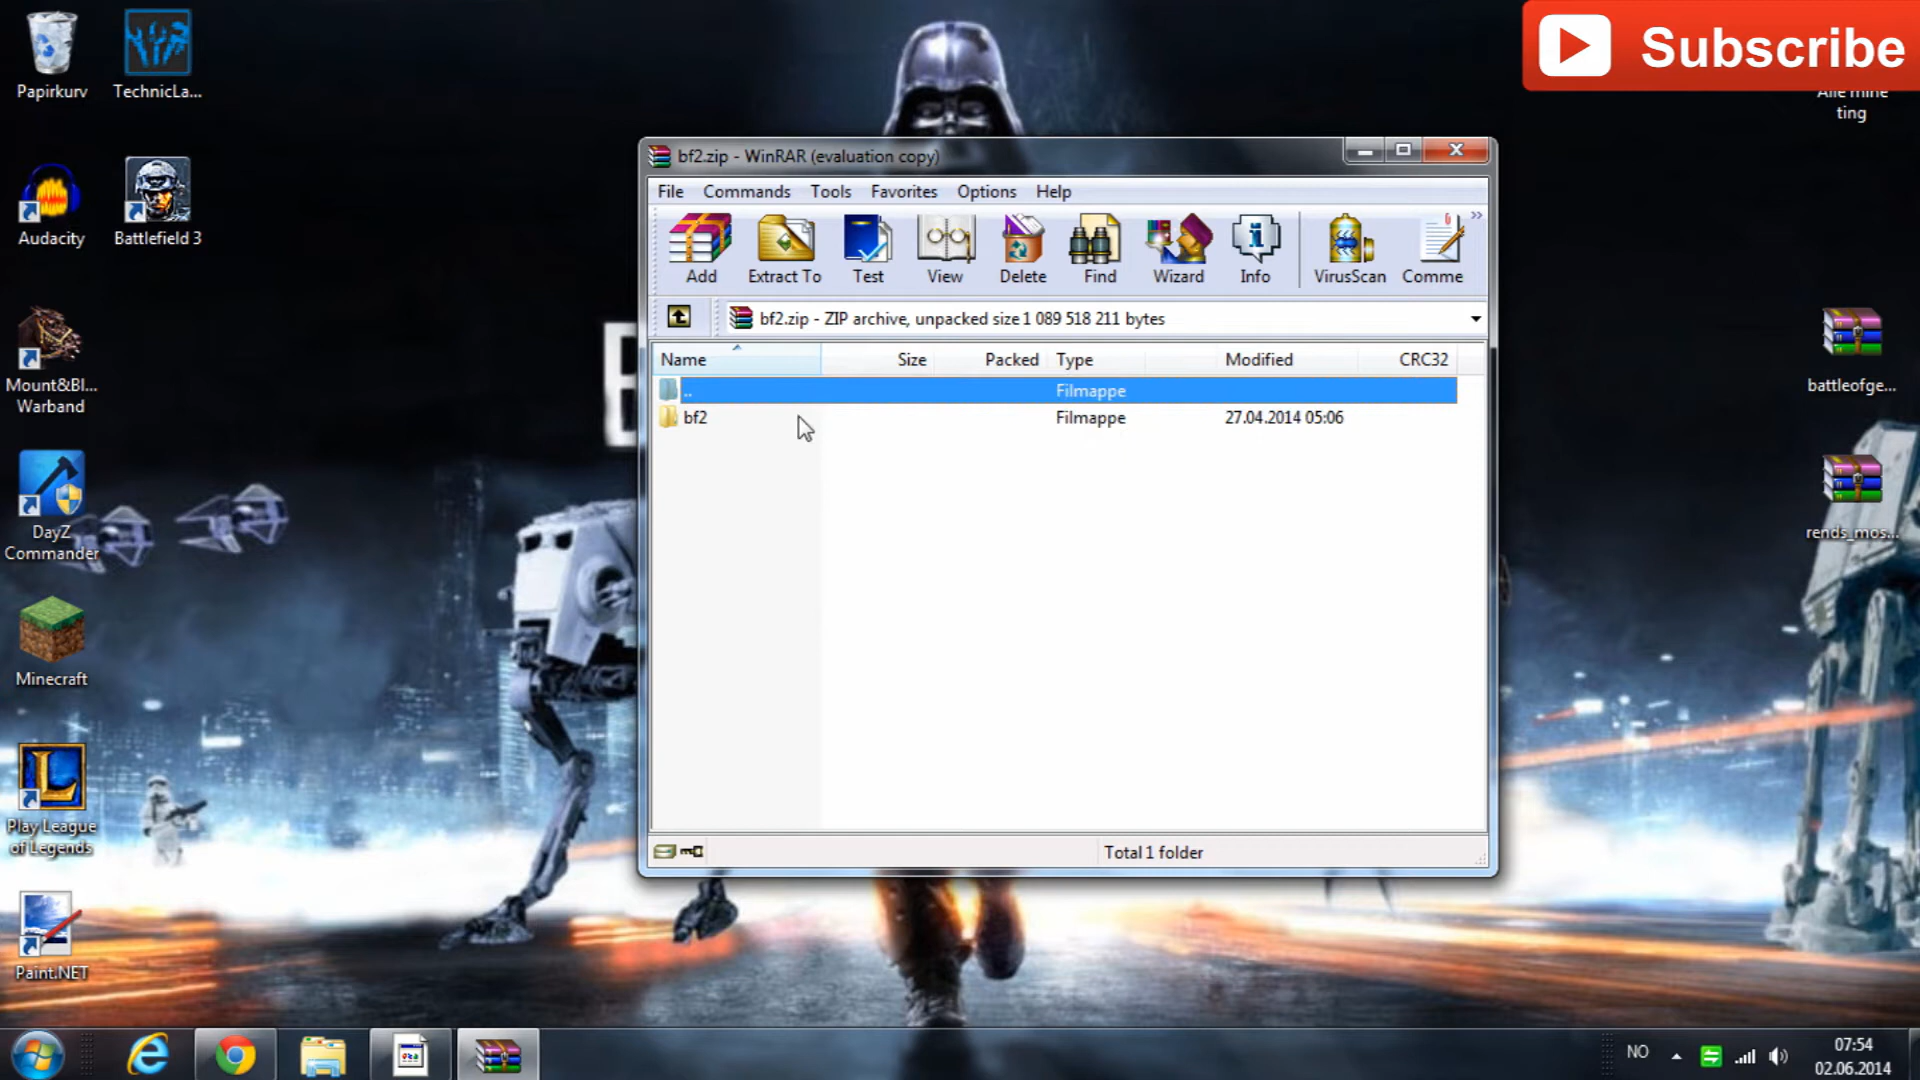 Papirkurv
TechnicLa...
Subscribe
Alle mine
ting
Audacity
Battlefield 3
bf2.zip - WinRAR (evaluation copy)
File Commands Tools Favorites Options Help
Add Extract To Test View Delete Find Wizard Info VirusScan Comme
bf2.zip - ZIP archive, unpacked size 1 089 518 211 bytes
Name Size Packed Type Modified CRC32
.. Filmappe
bf2 Filmappe 27.04.2014 05:06
Mount&Bl...
Warband
battleofge...
DayZ
Commander
rends_mos...
Minecraft
Play League
of Legends
Total 1 folder
Paint.NET
NO
07:54
02.06.2014